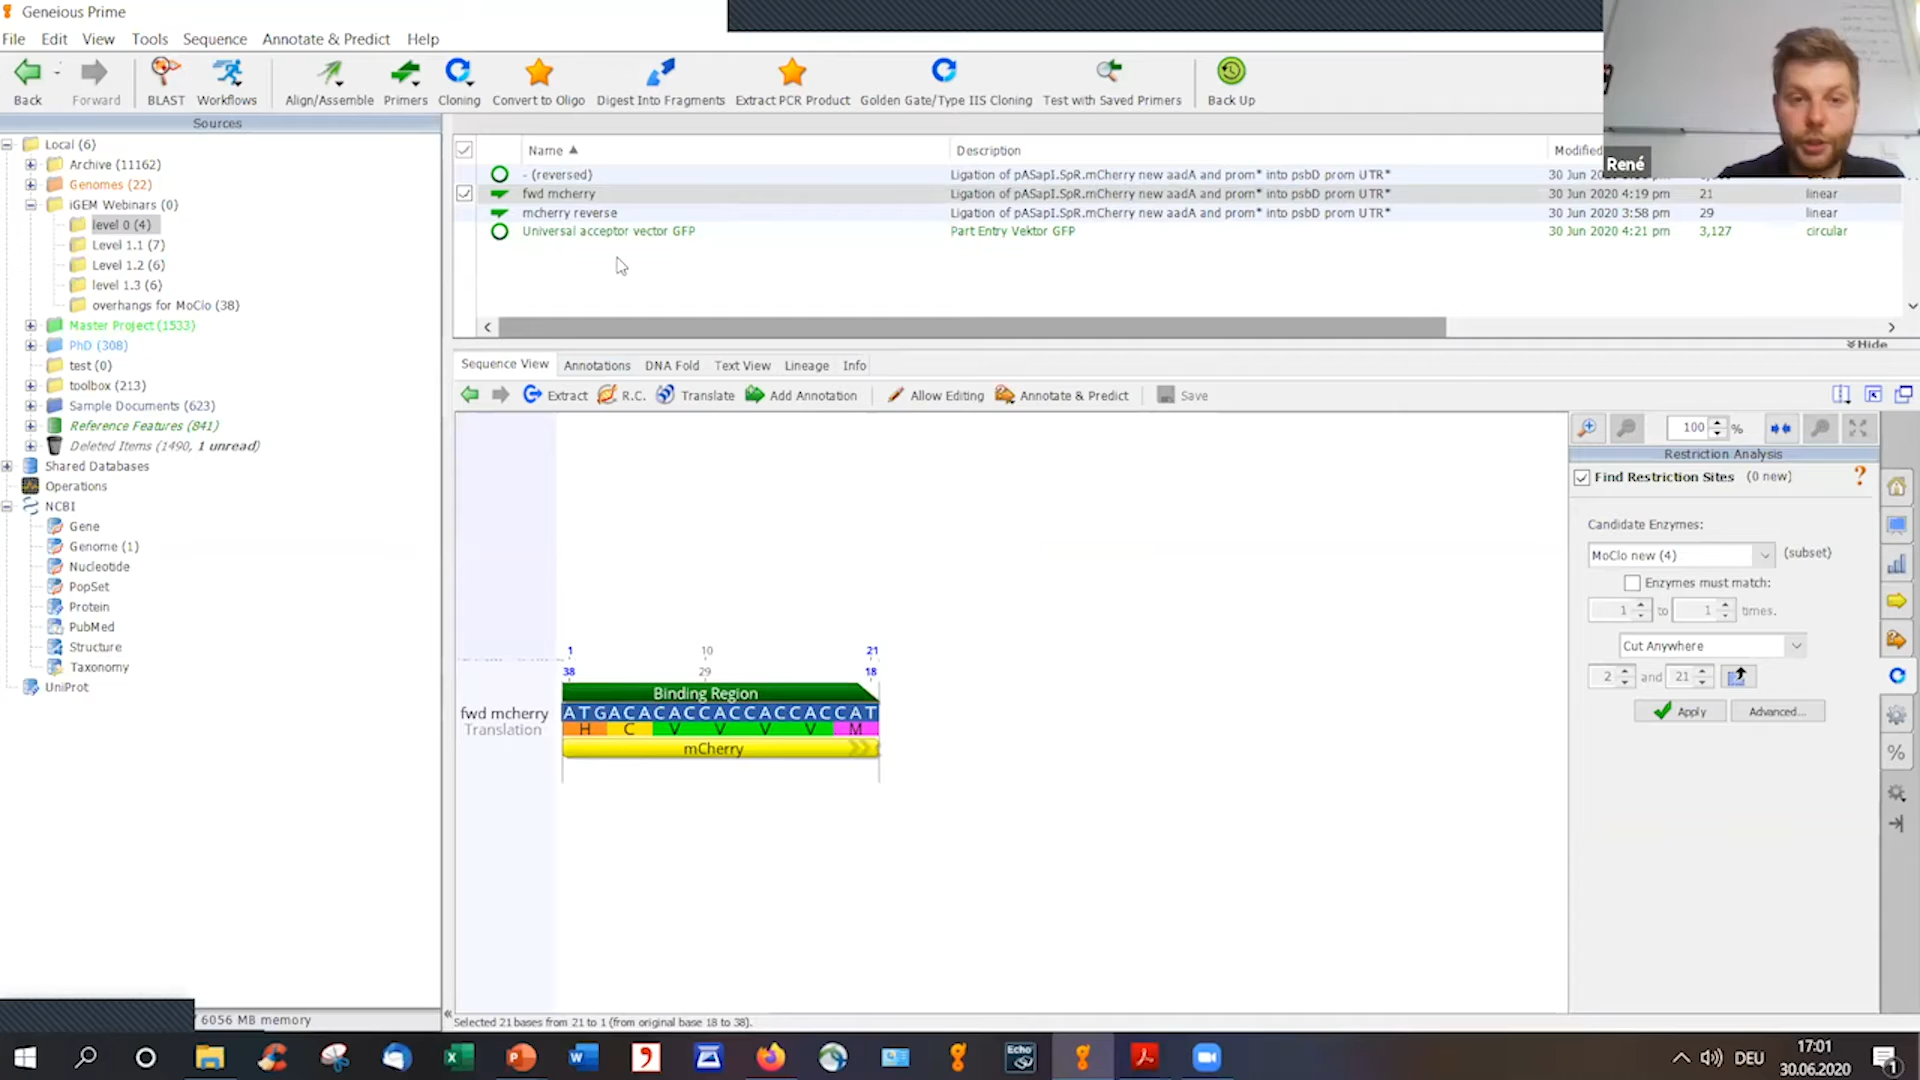 Geneious Prime
File Edit View Tools Sequence Annotate & Predict Help
Back Forward BLAST Workflows Align/Assemble Primers Cloning Convert to Oligo Digest Into Fragments Extract PCR Product Golden Gate/Type IIS Cloning Test with Saved Primers Back Up
René
Sources
Local (6)
Archive (11162)
Genomes (22)
iGEM Webinars (0)
level 0 (4)
Level 1.1 (7)
Level 1.2 (6)
level 1.3 (6)
overhangs for MoClo (38)
Master Project (1533)
PhD (308)
test (0)
toolbox (213)
Sample Documents (623)
Reference Features (841)
Deleted Items (1490, 1 unread)
Shared Databases
Operations
NCBI
Gene
Genome (1)
Nucleotide
PopSet
Protein
PubMed
Structure
Taxonomy
UniProt
/ 6056 MB memory
Name Description Modified
- (reversed) Ligation of pASapI.SpR.mCherry new aadA and prom* into psbD prom UTR*
fwd mcherry Ligation of pASapI.SpR.mCherry new aadA and prom* into psbD prom UTR* 30 Jun 2020 4:19 pm 21 linear
mcherry reverse Ligation of pASapI.SpR.mCherry new aadA and prom* into psbD prom UTR* 30 Jun 2020 3:58 pm 29 linear
Universal acceptor vector GFP Part Entry Vektor GFP 30 Jun 2020 4:21 pm 3,127 circular
Hide
Sequence View Annotations DNA Fold Text View Lineage Info
Extract R.C. Translate Add Annotation Allow Editing Annotate & Predict Save
1 10 21
38 29 18
Binding Region
fwd mcherry ATGACACACCACCACCACCAT
Translation H C V V V V M
mCherry
Selected 21 bases from 21 to 1 (from original base 18 to 38).
100 %
Restriction Analysis
Find Restriction Sites (0 new) ?
Candidate Enzymes:
MoClo new (4) (subset)
Enzymes must match:
1 to 1 times.
Cut Anywhere
2 and 21
Apply Advanced...
%
Echo
DEU
17:01
30.06.2020
1